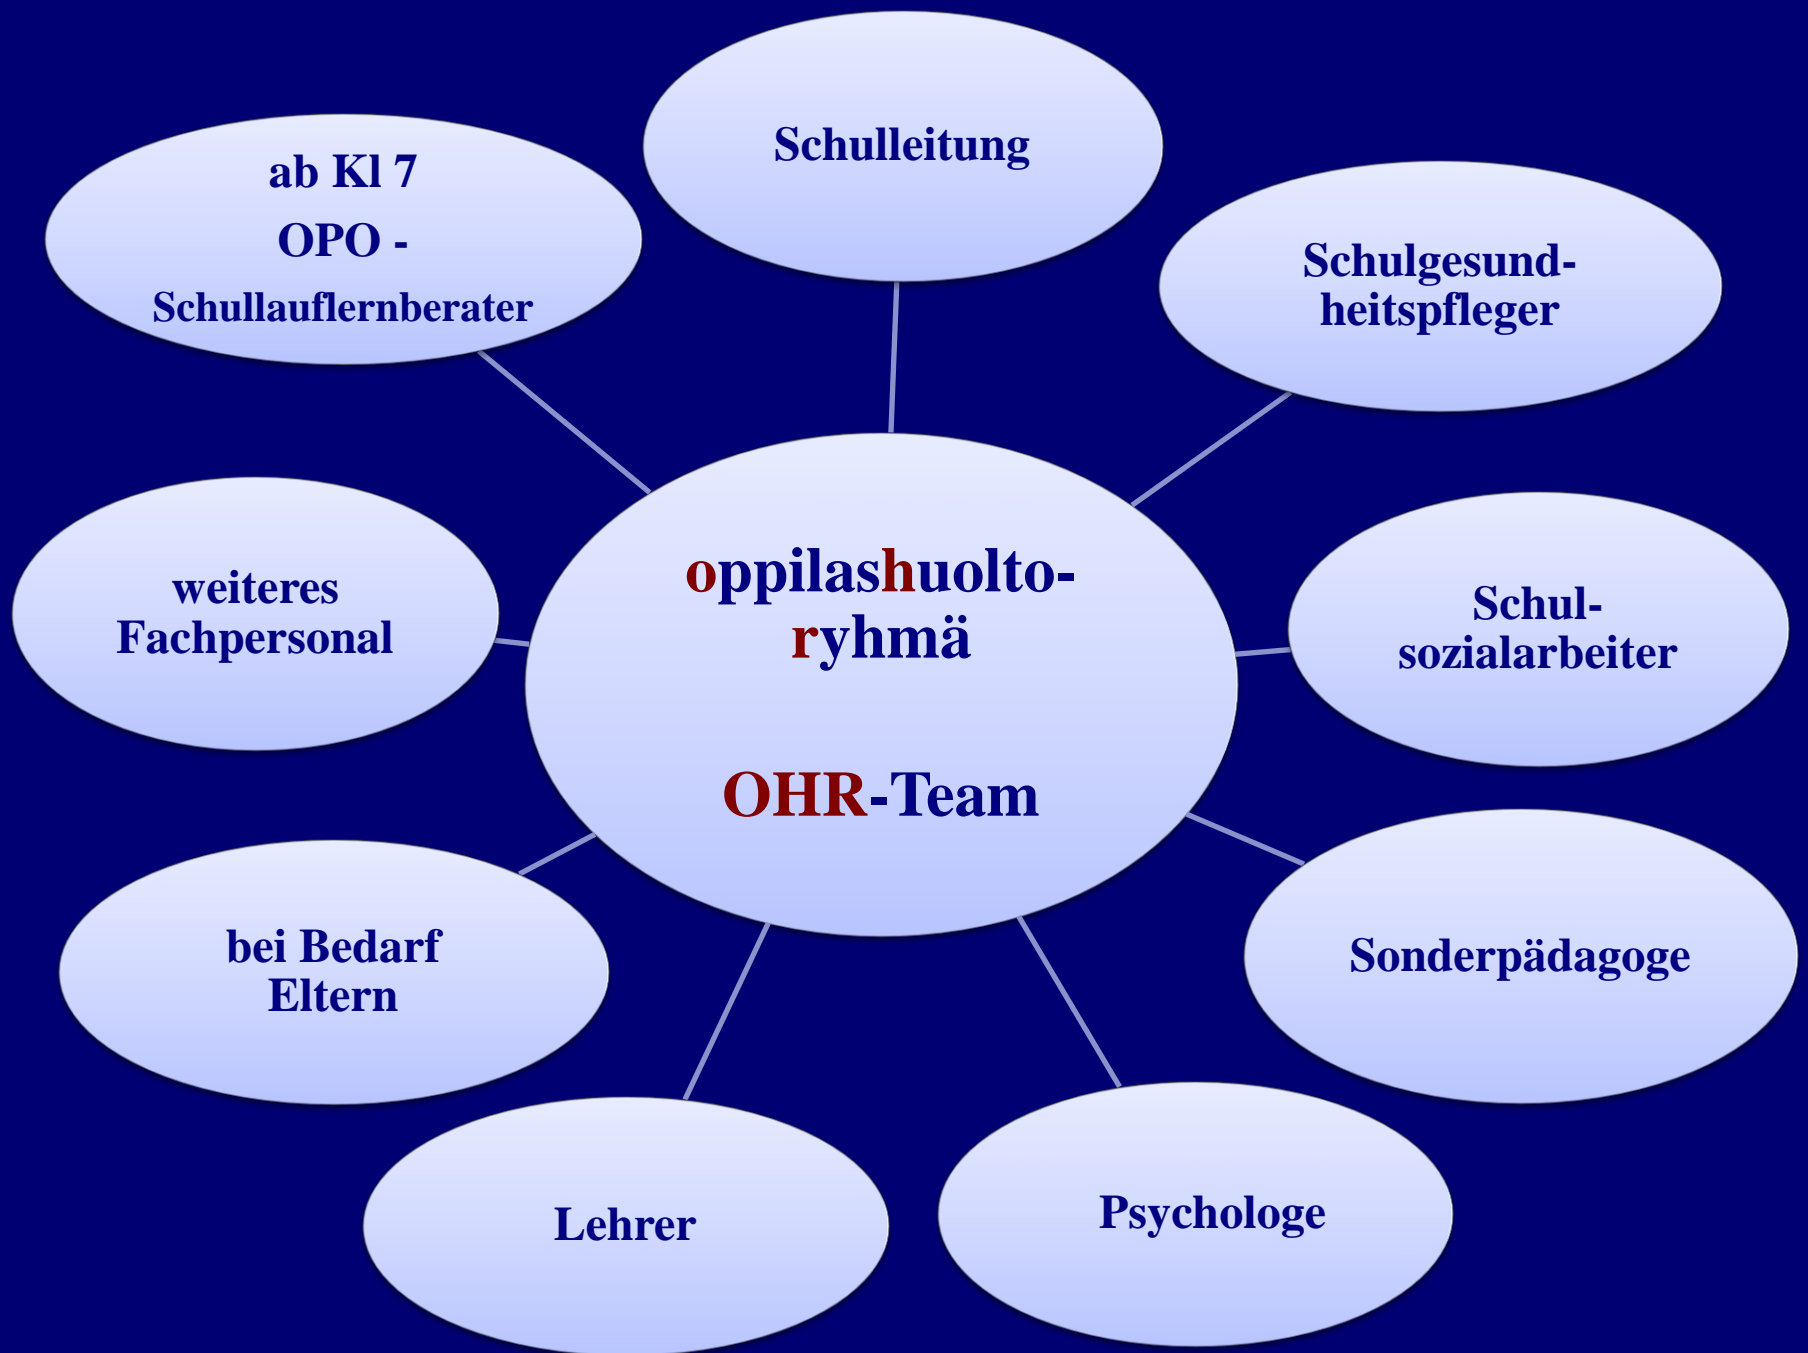 Schulleitung
ab Kl 7
OPO -
Schullauflernberater
Schulgesund-
heitspfleger
weiteres
Fachpersonal
oppilashuolto-
ryhmä
OHR-Team
Schul-
sozialarbeiter
bei Bedarf
Eltern
Sonderpädagoge
Lehrer
Psychologe